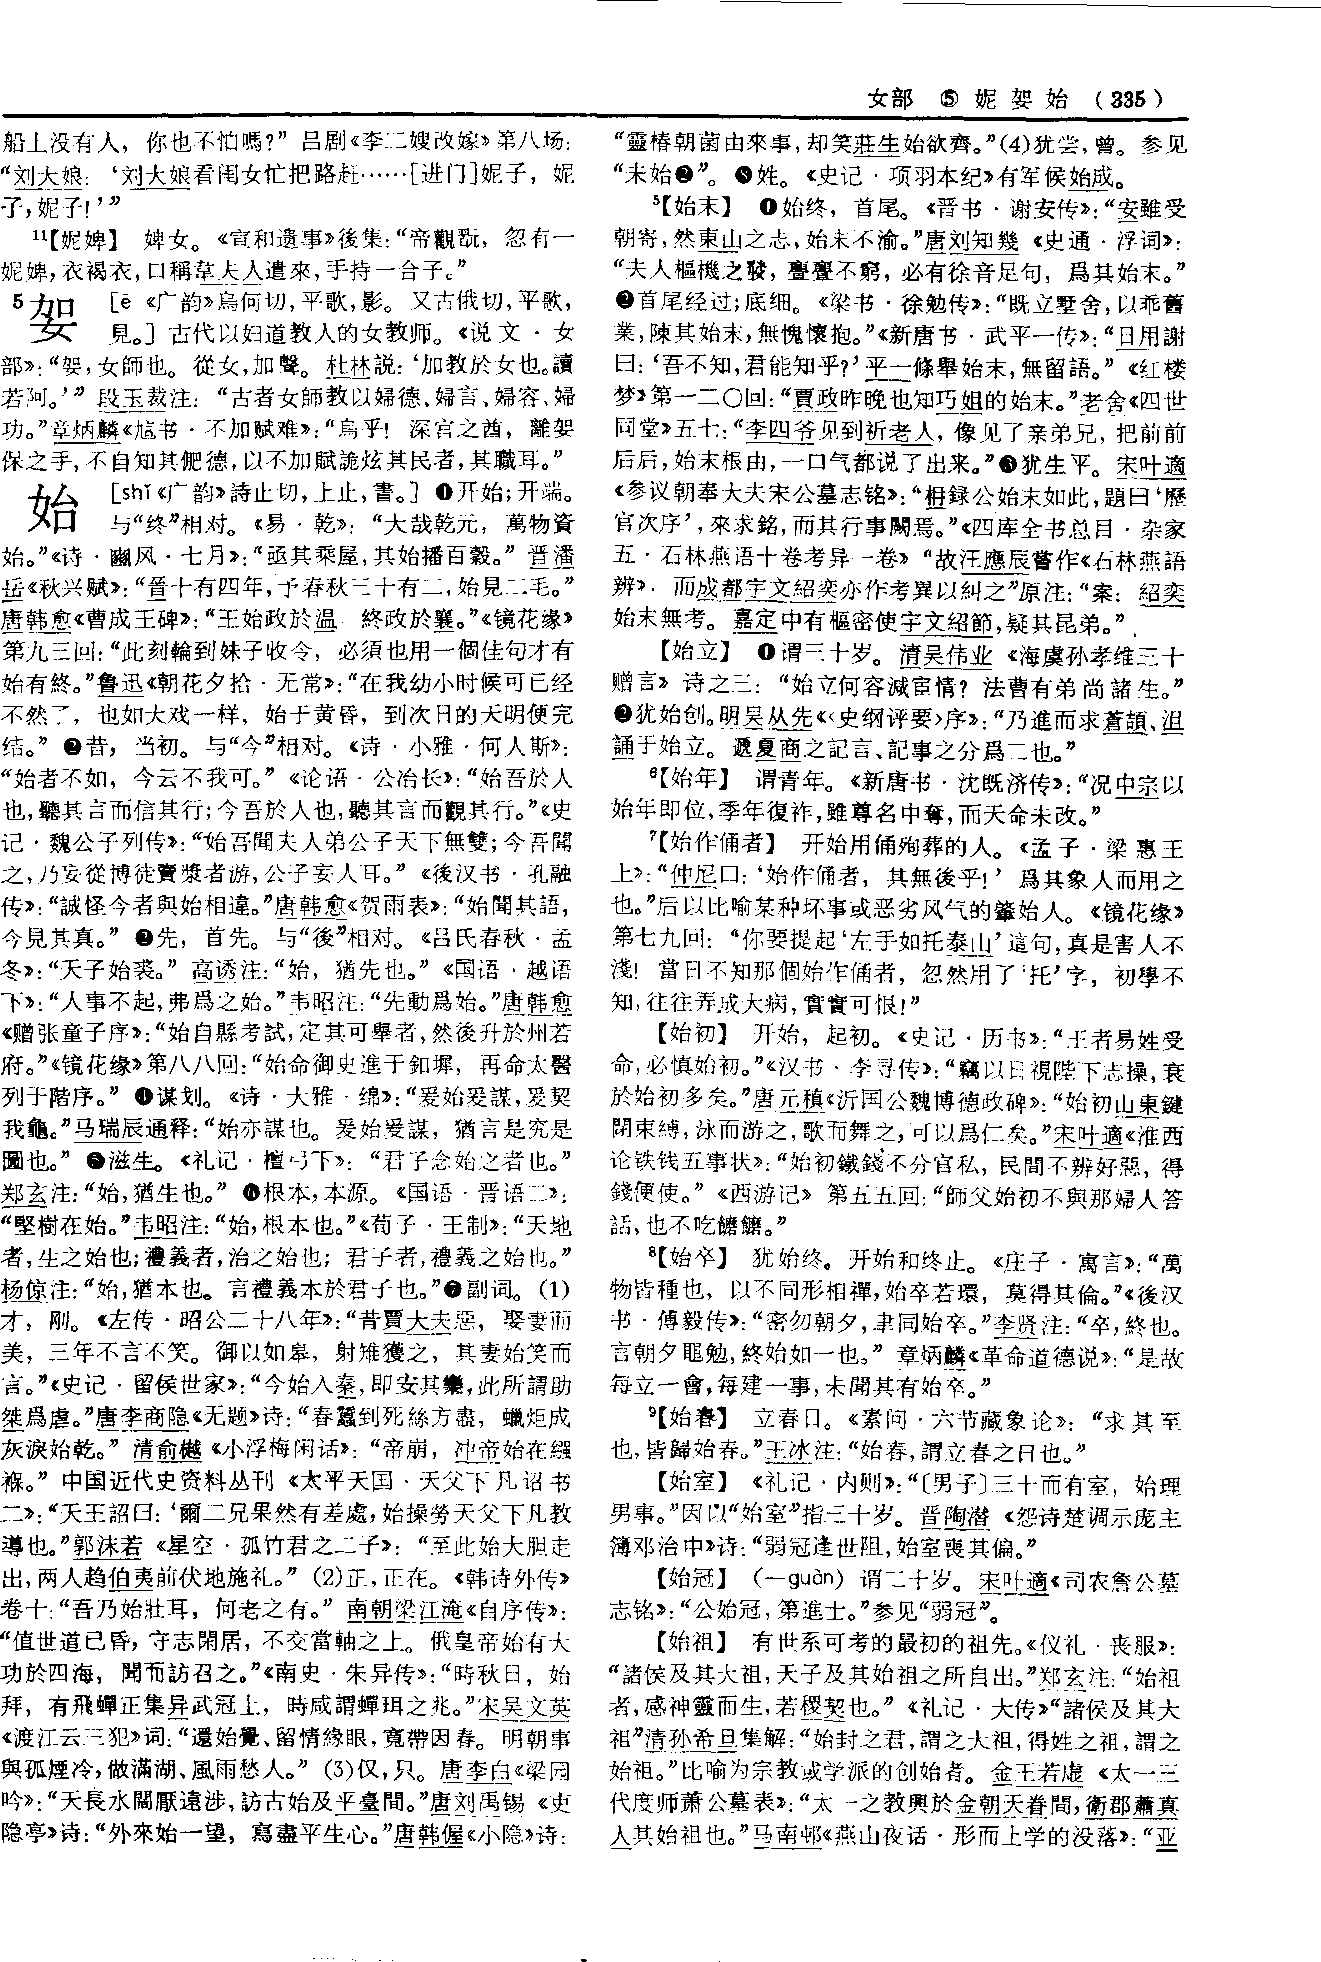 女部 ⑤ 妮 妿 始 (335)
船上没有人, 你也不怕嗎?” 吕剧《李二嫂改嫁》第八场:
“刘大娘: ‘刘大娘看闺女忙把路赶……[进门]妮子, 妮
子,妮子!’”
¹¹【妮婢】 婢女。《宣和遗事》後集:“帝觀翫, 忽有一
妮婢,衣褐衣,口稱韋夫人遣來,手持一合子。”
5 妿 [ē 《广韵》烏何切,平歌,影。 又古俄切,平歌,
見。] 古代以妇道教人的女教师。《说文·女
部》:“妿,女師也。從女,加聲。 杜林説: ‘加教於女也。讀
若阿。’” 段玉裁注: “古者女師教以婦德、婦言、婦容、婦
功。”章炳麟《訄书·不加赋难》:“烏乎! 深宫之酋, 離妿
保之手,不自知其俷德,以不加賦詭炫其民者,其職耳。”
始 [shǐ《广韵》詩止切,上止,書。] ❶开始;开端。
与“终”相对。《易·乾》: “大哉乾元, 萬物資
始。”《诗·豳风·七月》:“亟其乘屋,其始播百穀。” 晋潘
岳《秋兴赋》:“晉十有四年,予春秋三十有二,始見二毛。”
唐韩愈《曹成王碑》:“王始政於温 終政於襄。”《镜花缘》
第九三回:“此刻輪到妹子收令, 必須也用一個佳句才有
始有終。”鲁迅《朝花夕拾·无常》:“在我幼小时候可已经
不然了, 也如大戏一样, 始于黄昏, 到次日的天明便完
结。” ❷昔, 当初。与“今”相对。《诗·小雅·何人斯》:
“始者不如, 今云不我可。” 《论语·公冶长》:“始吾於人
也,聽其言而信其行;今吾於人也,聽其言而觀其行。”《史
记·魏公子列传》:“始吾聞夫人弟公子天下無雙;今吾聞
之,乃妄從博徒賣漿者游,公子妄人耳。” 《後汉书·孔融
传》:“誠怪今者與始相違。”唐韩愈《贺雨表》:“始聞其語,
今見其真。” ❸先, 首先。与“後”相对。《吕氏春秋·孟
冬》:“天子始裘。” 高诱注:“始, 猶先也。” 《国语·越语
下》:“人事不起,弗爲之始。”韦昭注:“先動爲始。”唐韩愈
《赠张童子序》:“始自縣考試,定其可舉者,然後升於州若
府。”《镜花缘》第八八回:“始命御史進于釦墀, 再命太醫
列于階序。” ❹谋划。《诗·大雅·绵》:“爰始爰謀,爰契
我龜。”马瑞辰通释:“始亦謀也。爰始爰謀, 猶言是究是
圖也。” ❺滋生。《礼记·檀弓下》: “君子念始之者也。”
郑玄注:“始,猶生也。” ❻根本,本源。《国语·晋语二》:
“堅樹在始。”韦昭注:“始,根本也。”《荀子·王制》:“天地
者,生之始也;禮義者,治之始也; 君子者,禮義之始也。”
杨倞注:“始,猶本也。言禮義本於君子也。”❼副词。(1)
才, 刚。《左传·昭公二十八年》:“昔賈大夫惡, 娶妻而
美, 三年不言不笑。御以如皋, 射雉獲之, 其妻始笑而
言。”《史记·留侯世家》:“今始入秦,即安其樂,此所謂助
桀爲虐。”唐李商隐《无题》诗:“春蠶到死絲方盡, 蠟炬成
灰淚始乾。” 清俞樾《小浮梅闲话》: “帝崩, 冲帝始在繦
褓。” 中国近代史资料丛刊《太平天国·天父下凡诏书
二》:“天王詔曰: ‘爾二兄果然有差處,始操勞天父下凡教
導也。”郭沫若《星空·孤竹君之二子》: “至此始大胆走
出,两人趋伯夷前伏地施礼。” (2)正,正在。《韩诗外传》
卷十:“吾乃始壯耳, 何老之有。” 南朝梁江淹《自序传》:
“值世道已昏, 守志閑居, 不交當軸之士。俄皇帝始有大
功於四海, 聞而訪召之。”《南史·朱异传》:“時秋日, 始
拜, 有飛蟬正集异武冠上, 時咸謂蟬珥之兆。”宋吴文英
《渡江云三犯》词:“還始覺、留情緣眼,寬帶因春。明朝事
與孤煙冷,做滿湖、風雨愁人。” (3)仅,只。唐李白《梁园
吟》:“天長水闊厭遠涉,訪古始及平臺間。”唐刘禹锡《吏
隐亭》诗:“外來始一望, 寫盡平生心。”唐韩偓《小隐》诗:
“靈椿朝菌由來事,却笑莊生始欲齊。”(4)犹尝,曾。参见
“未始❷”。 ❽姓。《史记·项羽本纪》有军候始成。
⁵【始末】 ❶始终, 首尾。《晋书·谢安传》:“安雖受
朝寄,然東山之志,始末不渝。”唐刘知幾《史通·浮词》:
“夫人樞機之發, 亹亹不窮, 必有徐音足句, 爲其始末。”
❷首尾经过;底细。《梁书·徐勉传》:“既立墅舍,以乖舊
業,陳其始末,無愧懷抱。”《新唐书·武平一传》:“日用謝
曰: ‘吾不知,君能知乎?’平一條舉始末,無留語。” 《红楼
梦》第一二〇回:“賈政昨晚也知巧姐的始末。”老舍《四世
同堂》五七:“李四爷见到祈老人, 像见了亲弟兄, 把前前
后后,始末根由,一口气都说了出来。”❸犹生平。宋叶適
《参议朝奉大夫宋公墓志铭》:“枏録公始末如此,題曰‘歷
官次序’,來求銘,而其行事闕焉。”《四库全书总目·杂家
五·石林燕语十卷考异一卷》 “故汪應辰嘗作《石林燕語
辨》, 而成都宇文紹奕亦作考異以糾之”原注:“案: 紹奕
始末無考。嘉定中有樞密使宇文紹節,疑其昆弟。”
【始立】 ❶谓三十岁。清吴伟业《海虞孙孝维三十
赠言》诗之三: “始立何容減宦情? 法曹有弟尚諸生。”
❷犹始创。明吴从先《〈史纲评要〉序》:“乃進而求蒼頡、沮
誦于始立。遞夏商之記言、記事之分爲二也。”
⁶【始年】 谓青年。《新唐书·沈既济传》:“况中宗以
始年即位,季年復祚,雖尊名中奪,而天命未改。”
⁷【始作俑者】 开始用俑殉葬的人。《孟子·梁惠王
上》:“仲尼曰:‘始作俑者, 其無後乎!’ 爲其象人而用之
也。”后以比喻某种坏事或恶劣风气的肇始人。《镜花缘》
第七九回: “你要提起‘左手如托泰山’這句,真是害人不
淺! 當日不知那個始作俑者, 忽然用了‘托’字, 初學不
知,往往弄成大病,實實可恨!”
【始初】 开始, 起初。《史记·历书》:“王者易姓受
命,必慎始初。”《汉书·李寻传》:“竊以日視陛下志操,衰
於始初多矣。”唐元稹《沂国公魏博德政碑》:“始初山東鍵
閉束縛,泳而游之,歌而舞之,可以爲仁矣。”宋叶適《淮西
论铁钱五事状》:“始初鐵錢不分官私, 民間不辨好惡, 得
錢便使。” 《西游记》第五五回:“師父始初不與那婦人答
話,也不吃饝饝。”
⁸【始卒】 犹始终。开始和终止。《庄子·寓言》:“萬
物皆種也, 以不同形相禪,始卒若環, 莫得其倫。”《後汉
书·傅毅传》:“密勿朝夕,聿同始卒。”李贤注:“卒,終也。
言朝夕黽勉,終始如一也。” 章炳麟《革命道德说》:“是故
每立一會,每建一事,未聞其有始卒。”
⁹【始春】 立春日。《素问·六节藏象论》: “求其至
也,皆歸始春。”王冰注:“始春,謂立春之日也。”
【始室】 《礼记·内则》:“〔男子〕三十而有室, 始理
男事。”因以“始室”指三十岁。晋陶潜《怨诗楚调示庞主
簿邓治中》诗:“弱冠逢世阻,始室喪其偏。”
【始冠】 (—guàn) 谓二十岁。宋叶適《司农詹公墓
志铭》:“公始冠,第進士。”参见“弱冠”。
【始祖】 有世系可考的最初的祖先。《仪礼·丧服》:
“諸侯及其大祖,天子及其始祖之所自出。”郑玄注:“始祖
者,感神靈而生,若稷契也。” 《礼记·大传》“諸侯及其大
祖”清孙希旦集解:“始封之君,謂之大祖,得姓之祖,謂之
始祖。”比喻为宗教或学派的创始者。金王若虚《太一三
代度师萧公墓表》:“太一之教興於金朝天眷間,衛郡蕭真
人其始祖也。”马南邨《燕山夜话·形而上学的没落》:“亚